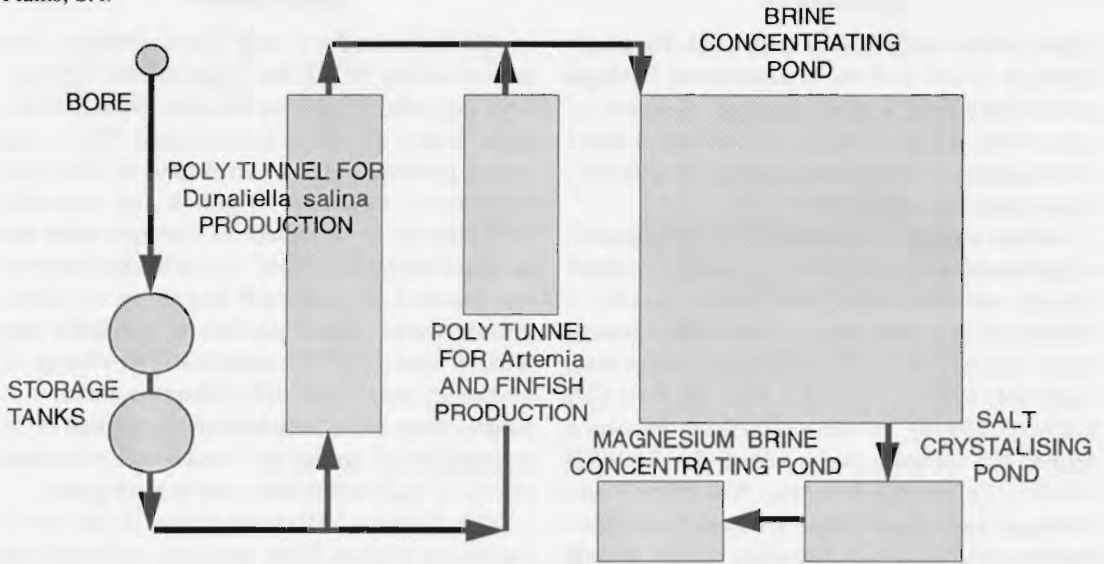 BORE
POLY TUNNEL FOR
Dunaliella salina
PRODUCTION
STORAGE
TANKS
POLY TUNNEL
FOR Artemia
AND FINFISH
PRODUCTION
BRINE
CONCENTRATING
POND
MAGNESIUM BRINE
CONCENTRATING POND
SALT
CRYSTALISING
POND